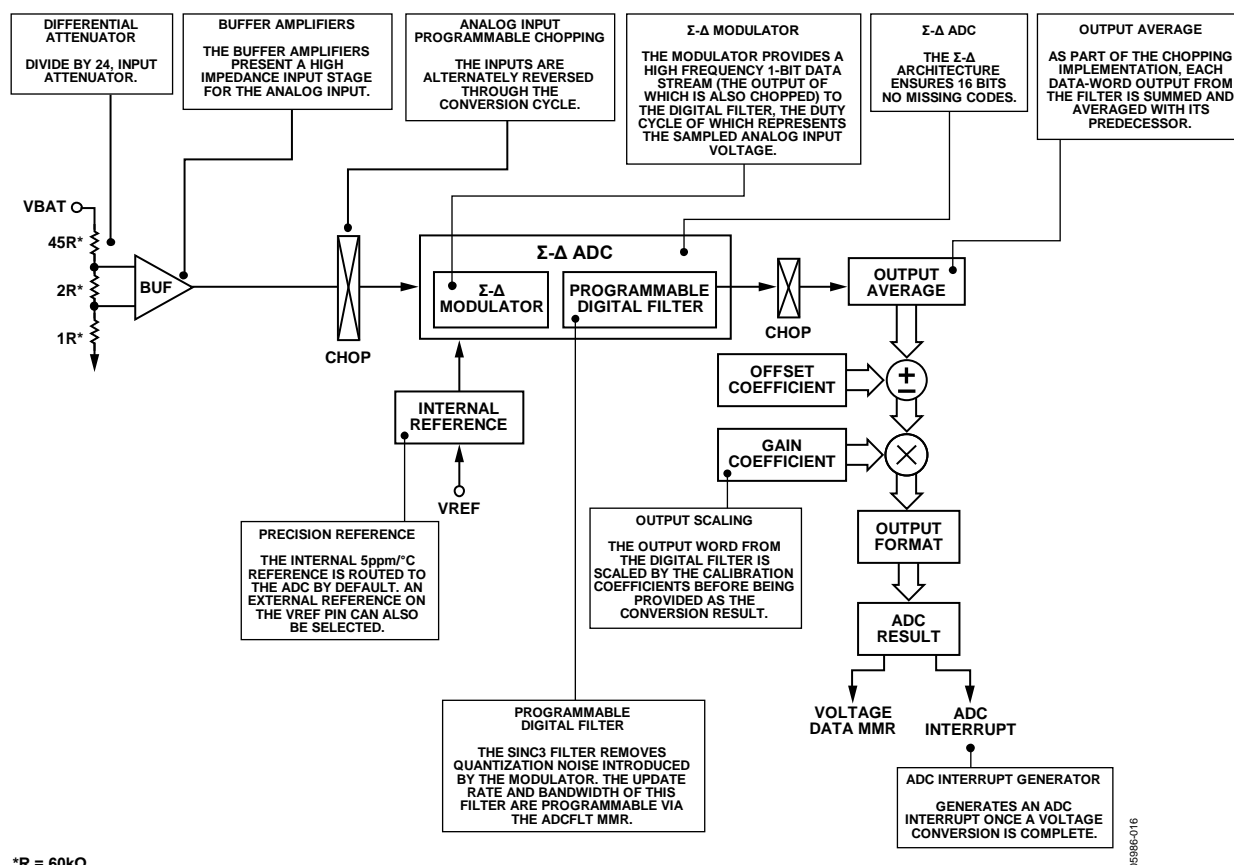 DIFFERENTIAL
ATTENUATOR
DIVIDE BY 24, INPUT
ATTENUATOR.
BUFFER AMPLIFIERS
THE BUFFER AMPLIFIERS
PRESENT A HIGH
IMPEDANCE INPUT STAGE
FOR THE ANALOG INPUT.
ANALOG INPUT
PROGRAMMABLE CHOPPING
THE INPUTS ARE
ALTERNATELY REVERSED
THROUGH THE
CONVERSION CYCLE.
Σ-Δ MODULATOR
THE MODULATOR PROVIDES A
HIGH FREQUENCY 1-BIT DATA
STREAM (THE OUTPUT OF
WHICH IS ALSO CHOPPED) TO
THE DIGITAL FILTER, THE DUTY
CYCLE OF WHICH REPRESENTS
THE SAMPLED ANALOG INPUT
VOLTAGE.
Σ-Δ ADC
THE Σ-Δ
ARCHITECTURE
ENSURES 16 BITS
NO MISSING CODES.
OUTPUT AVERAGE
AS PART OF THE CHOPPING
IMPLEMENTATION, EACH
DATA-WORD OUTPUT FROM
THE FILTER IS SUMMED AND
AVERAGED WITH ITS
PREDECESSOR.
VBAT
45R*
2R*
1R*
BUF
CHOP
Σ-Δ ADC
Σ-Δ
MODULATOR
PROGRAMMABLE
DIGITAL FILTER
CHOP
OUTPUT
AVERAGE
OFFSET
COEFFICIENT
±
INTERNAL
REFERENCE
GAIN
COEFFICIENT
×
VREF
PRECISION REFERENCE
THE INTERNAL 5ppm/°C
REFERENCE IS ROUTED TO
THE ADC BY DEFAULT. AN
EXTERNAL REFERENCE ON
THE VREF PIN CAN ALSO
BE SELECTED.
OUTPUT SCALING
THE OUTPUT WORD FROM
THE DIGITAL FILTER IS
SCALED BY THE CALIBRATION
COEFFICIENTS BEFORE BEING
PROVIDED AS THE
CONVERSION RESULT.
OUTPUT
FORMAT
ADC
RESULT
VOLTAGE
DATA MMR
ADC
INTERRUPT
PROGRAMMABLE
DIGITAL FILTER
THE SINC3 FILTER REMOVES
QUANTIZATION NOISE INTRODUCED
BY THE MODULATOR. THE UPDATE
RATE AND BANDWIDTH OF THIS
FILTER ARE PROGRAMMABLE VIA
THE ADCFLT MMR.
ADC INTERRUPT GENERATOR
GENERATES AN ADC
INTERRUPT ONCE A VOLTAGE
CONVERSION IS COMPLETE.
*R = 60kΩ
05986-016